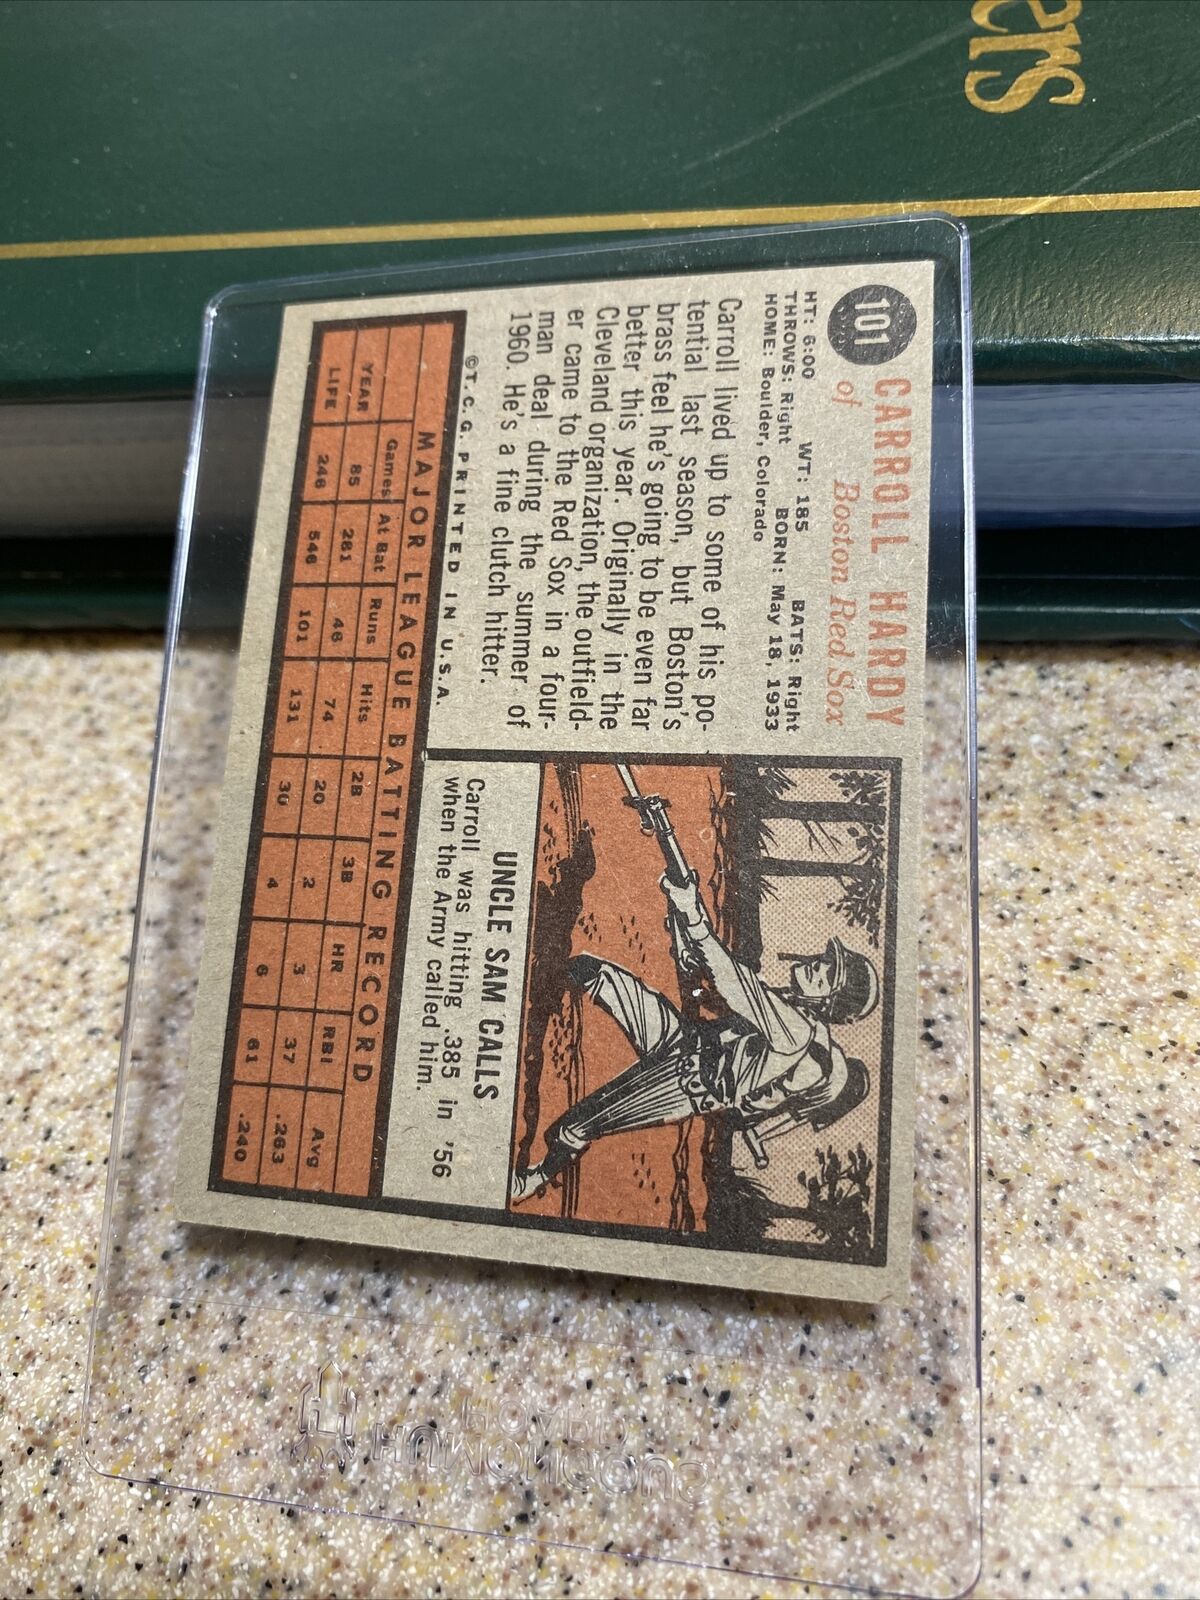 ers
101
CARROLL HARDY
of Boston Red Sox
HT: 6:00 WT: 185 BATS: Right
THROWS: Right BORN: May 18, 1933
HOME: Boulder, Colorado
Carroll lived up to some of his po-
tential last season, but Boston's
brass feel he's going to be even far
better this year. Originally in the
Cleveland organization, the outfield-
er came to the Red Sox in a four-
man deal during the summer of
1960. He's a fine clutch hitter.
©T.C.G. PRINTED IN U.S.A.
UNCLE SAM CALLS
Carroll was hitting .385 in '56
when the Army called him.
MAJOR LEAGUE BATTING RECORD
Games At Bat Runs Hits 2B 3B HR RBI Avg
YEAR 85 281 46 74 20 2 3 37 .263
LIFE 246 546 101 131 30 4 6 61 .240